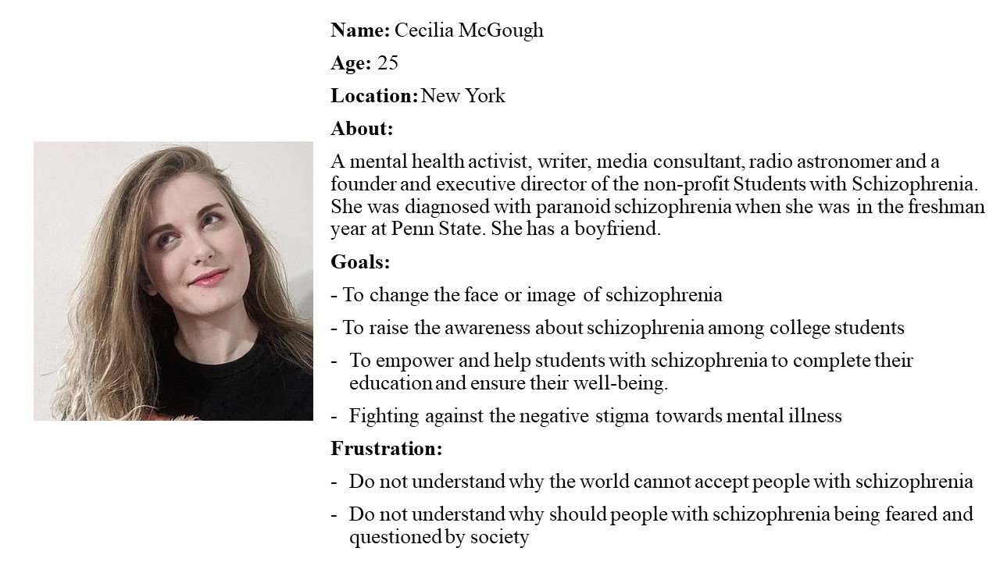 Name: Cecilia McGough
Age: 25
Location: New York
About:
A mental health activist, writer, media consultant, radio astronomer and a
founder and executive director of the non-profit Students with Schizophrenia.
She was diagnosed with paranoid schizophrenia when she was in the freshman
year at Penn State. She has a boyfriend.
Goals:
- To change the face or image of schizophrenia
- To raise the awareness about schizophrenia among college students
- To empower and help students with schizophrenia to complete their
education and ensure their well-being.
- Fighting against the negative stigma towards mental illness
Frustration:
- Do not understand why the world cannot accept people with schizophrenia
- Do not understand why should people with schizophrenia being feared and
questioned by society